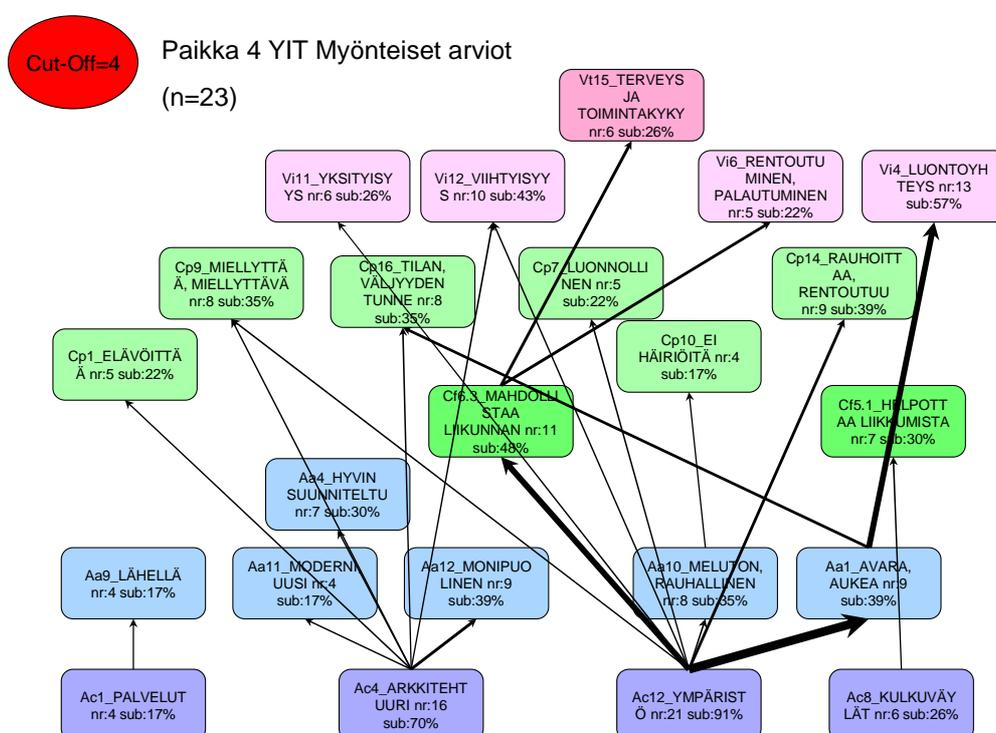 Cut-Off=4
Paikka 4 YIT Myönteiset arviot
(n=23)
Vt15_TERVEYS
JA
TOIMINTAKYKY
nr:6 sub:26%
Vi11_YKSITYISY
YS nr:6 sub:26%
Vi12_VIIHTYISYY
S nr:10 sub:43%
Vi6_RENTOUTU
MINEN,
PALAUTUMINEN
nr:5 sub:22%
Vi4_LUONTOYH
TEYS nr:13
sub:57%
Cp9_MIELLYTTÄ
Ä, MIELLYTTÄVÄ
nr:8 sub:35%
Cp16_TILAN,
VÄLJYYDEN
TUNNE nr:8
sub:35%
Cp7_LUONNOLLI
NEN nr:5
sub:22%
Cp14_RAUHOITT
AA,
RENTOUTUU
nr:9 sub:39%
Cp1_ELÄVÖITTÄ
Ä nr:5 sub:22%
Cp10_EI
HÄIRIÖITÄ nr:4
sub:17%
Cf6.3_MAHDOLLI
STAA
LIIKUNNAN nr:11
sub:48%
Cf5.1_HELPOTT
AA LIIKKUMISTA
nr:7 sub:30%
Aa4_HYVIN
SUUNNITELTU
nr:7 sub:30%
Aa9_LÄHELLÄ
nr:4 sub:17%
Aa11_MODERNI,
UUSI nr:4
sub:17%
Aa12_MONIPUO
LINEN nr:9
sub:39%
Aa10_MELUTON,
RAUHALLINEN
nr:8 sub:35%
Aa1_AVARA,
AUKEA nr:9
sub:39%
Ac1_PALVELUT
nr:4 sub:17%
Ac4_ARKKITEHT
UURI nr:16
sub:70%
Ac12_YMPÄRIST
Ö nr:21 sub:91%
Ac8_KULKUVÄY
LÄT nr:6 sub:26%